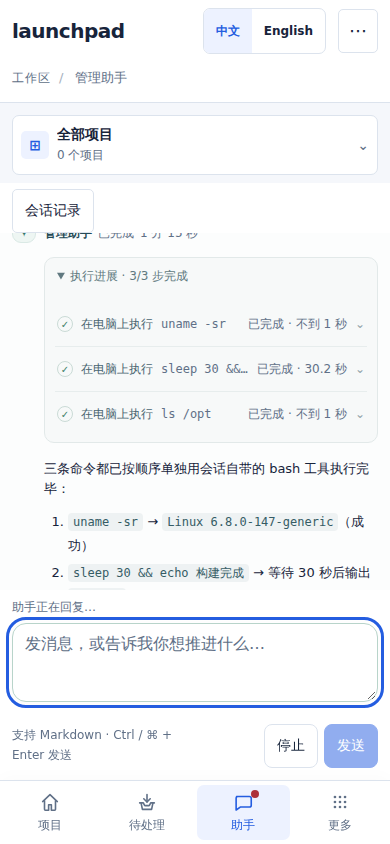 launchpad
中文 English ···
工作区 / 管理助手
全部项目
0 个项目
会话记录
管理助手 已完成 1 分 15 秒
▼ 执行进展 · 3/3 步完成
在电脑上执行 uname -sr 已完成 · 不到 1 秒
在电脑上执行 sleep 30 &&… 已完成 · 30.2 秒
在电脑上执行 ls /opt 已完成 · 不到 1 秒
三条命令都已按顺序单独用会话自带的 bash 工具执行完
毕：
1. uname -sr → Linux 6.8.0-147-generic（成
功）
2. sleep 30 && echo 构建完成 → 等待 30 秒后输出
助手正在回复…
发消息，或告诉我你想推进什么…
支持 Markdown · Ctrl / ⌘ +
Enter 发送
停止 发送
项目 待处理 助手 更多